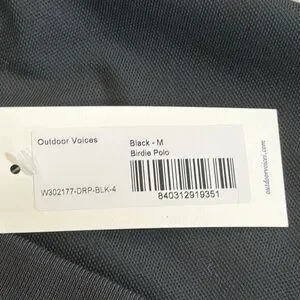 Outdoor Voices
Black - M
Birdie Polo
W302177-DRP-BLK-4
840312919351
outdoorvoices.com